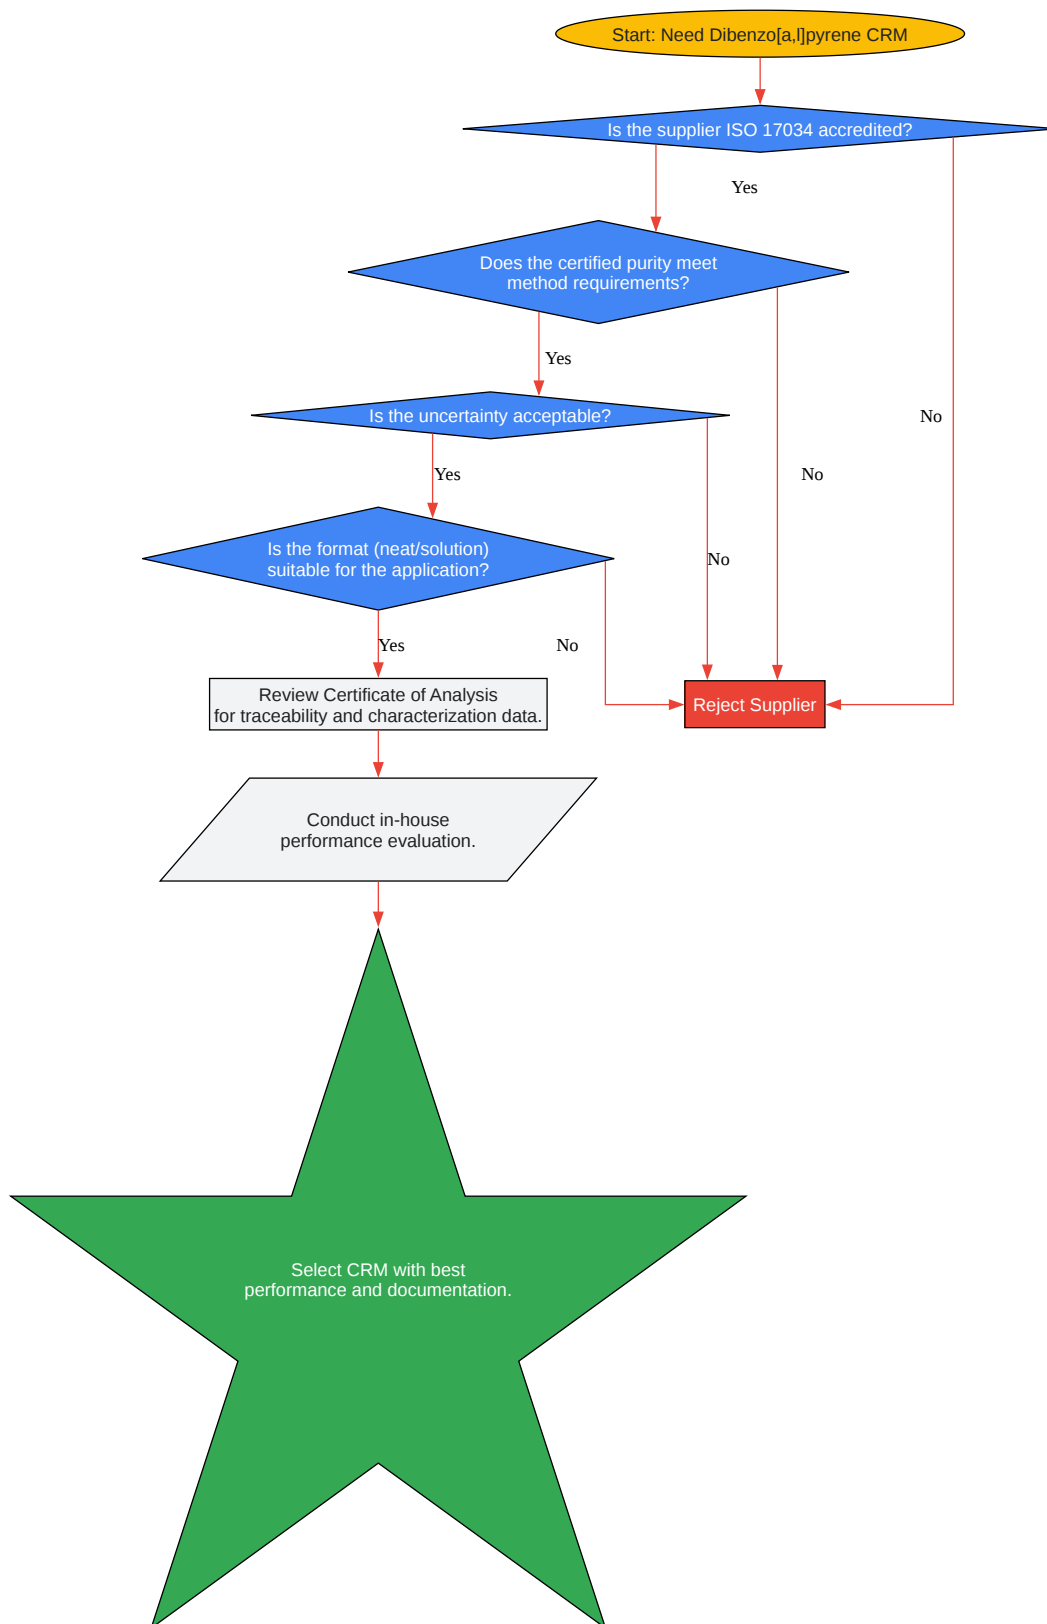 Start: Need Dibenzo[a,l]pyrene CRM
Is the supplier ISO 17034 accredited?
Yes
Does the certified purity meet
method requirements?
Yes
Is the uncertainty acceptable?
No
Yes
No
Is the format (neat/solution)
suitable for the application?
No
Yes
No
Review Certificate of Analysis
for traceability and characterization data.
Reject Supplier
Conduct in-house
performance evaluation.
Select CRM with best
performance and documentation.